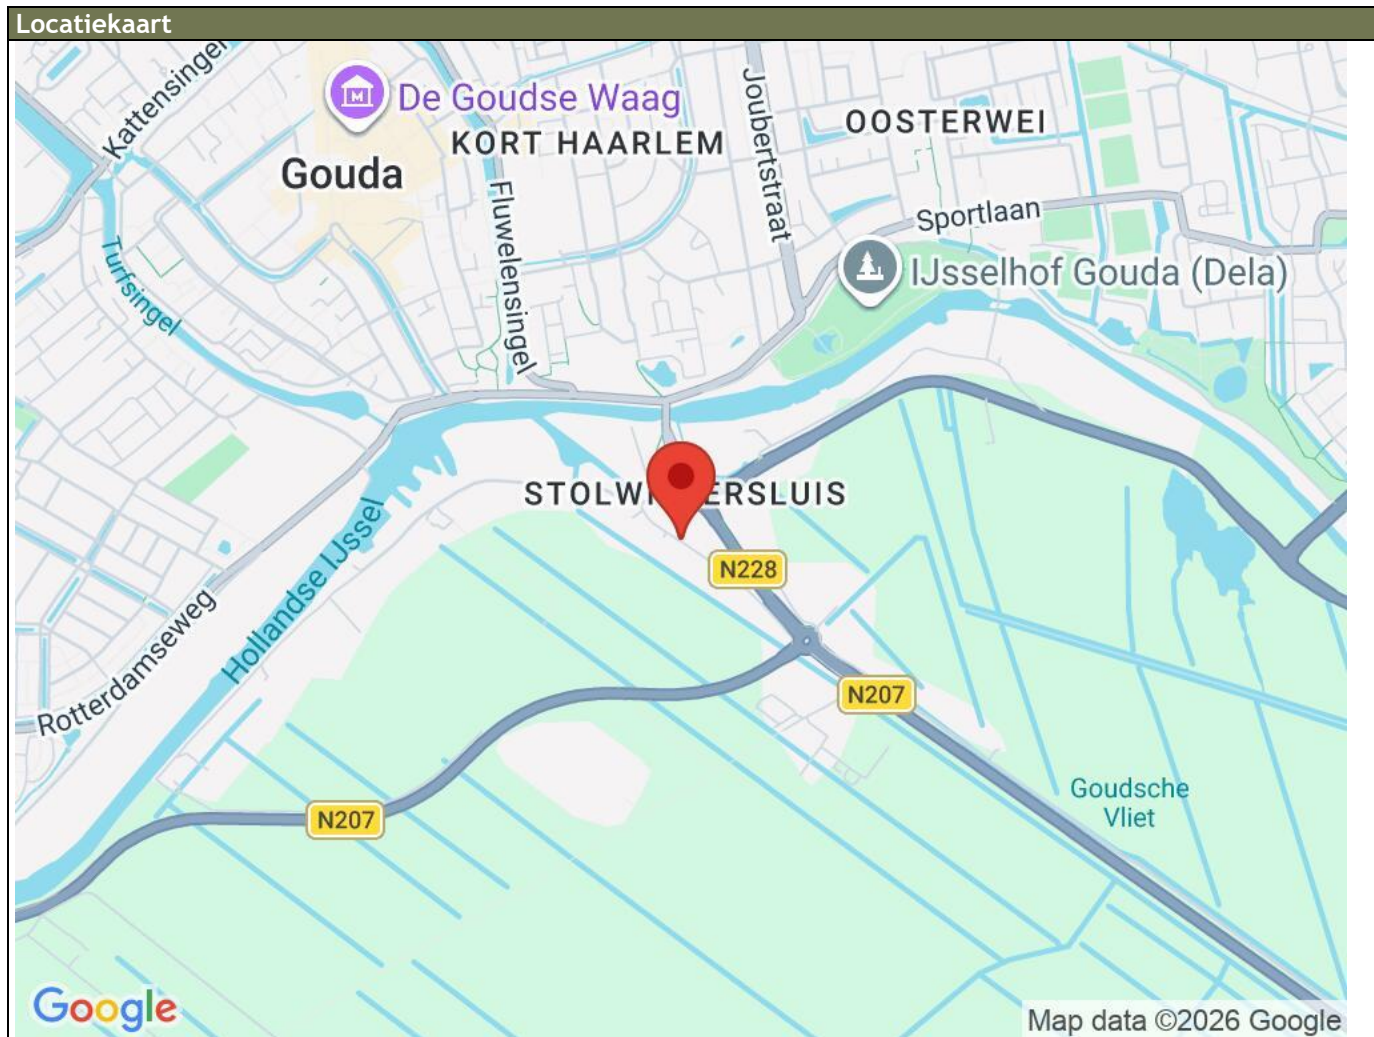 Locatiekaart
Kattensingel
De Goudse Waag
KORT HAARLEM
Joubertstraat
OOSTERWEI
Gouda
Fluwelensingel
Sportlaan
Turfsingel
IJsselhof Gouda (Dela)
STOLW ERSLUIS
Hollandse IJssel
N228
Rotterdamseweg
N207
Goudsche
Vliet
N207
Google
Map data ©2026 Google